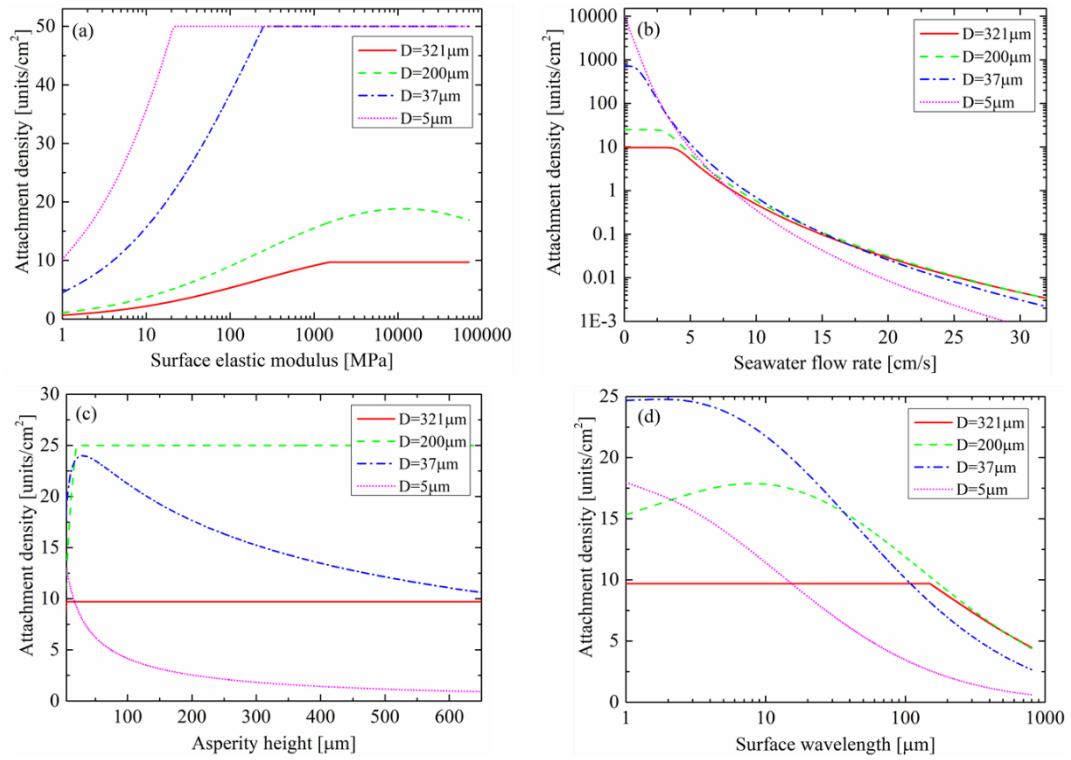 (a)
D=321μm
D=200μm
D=37μm
D=5μm
Attachment density [units/cm²]
50
40
30
20
10
0
1 10 100 1000 10000 100000
Surface elastic modulus [MPa]
(b)
D=321μm
D=200μm
D=37μm
D=5μm
Attachment density [units/cm²]
10000
1000
100
10
1
0.1
0.01
1E-3
0 5 10 15 20 25 30
Seawater flow rate [cm/s]
(c)
D=321μm
D=200μm
D=37μm
D=5μm
Attachment density [units/cm²]
30
25
20
15
10
5
0
100 200 300 400 500 600
Asperity height [μm]
(d)
D=321μm
D=200μm
D=37μm
D=5μm
Attachment density [units/cm²]
25
20
15
10
5
0
1 10 100 1000
Surface wavelength [μm]